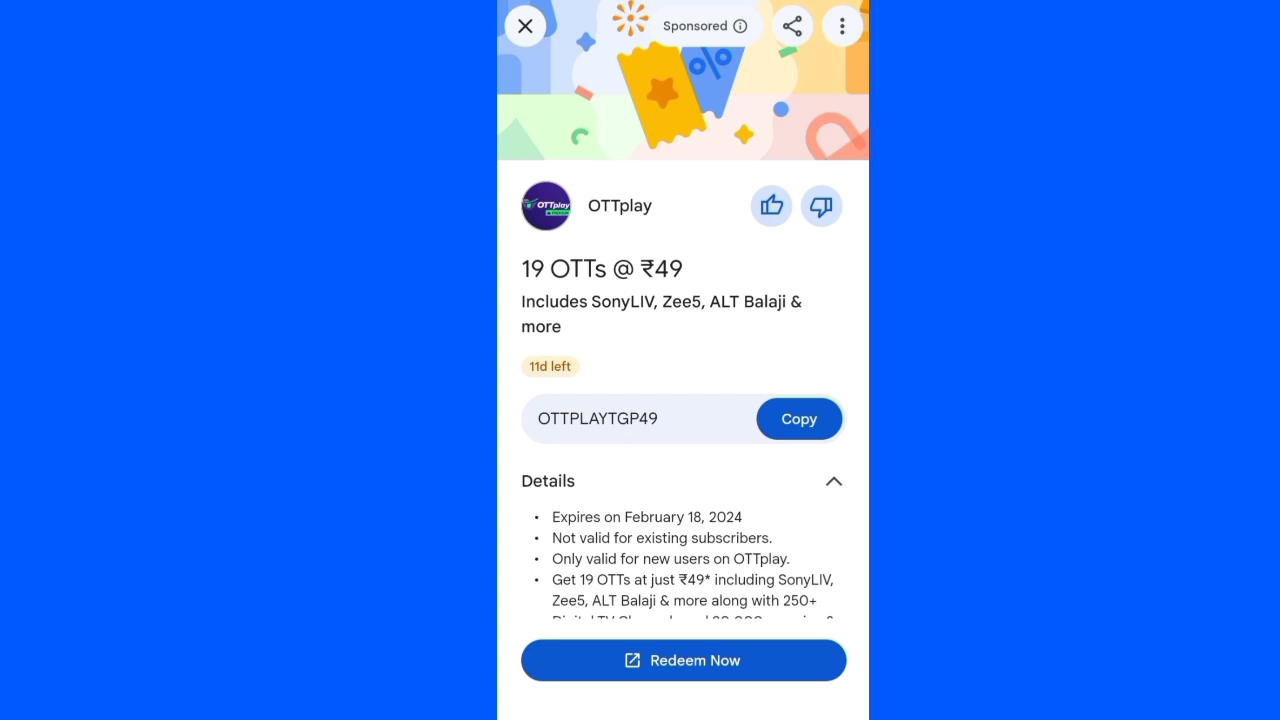 Sponsored
%
OTTplay
OTTplay
19 OTTs @ ₹49
Includes SonyLIV, Zee5, ALT Balaji &
more
11d left
OTTPLAYTGP49
Copy
Details
• Expires on February 18, 2024
• Not valid for existing subscribers.
• Only valid for new users on OTTplay.
• Get 19 OTTs at just ₹49* including SonyLIV,
Zee5, ALT Balaji & more along with 250+
Redeem Now